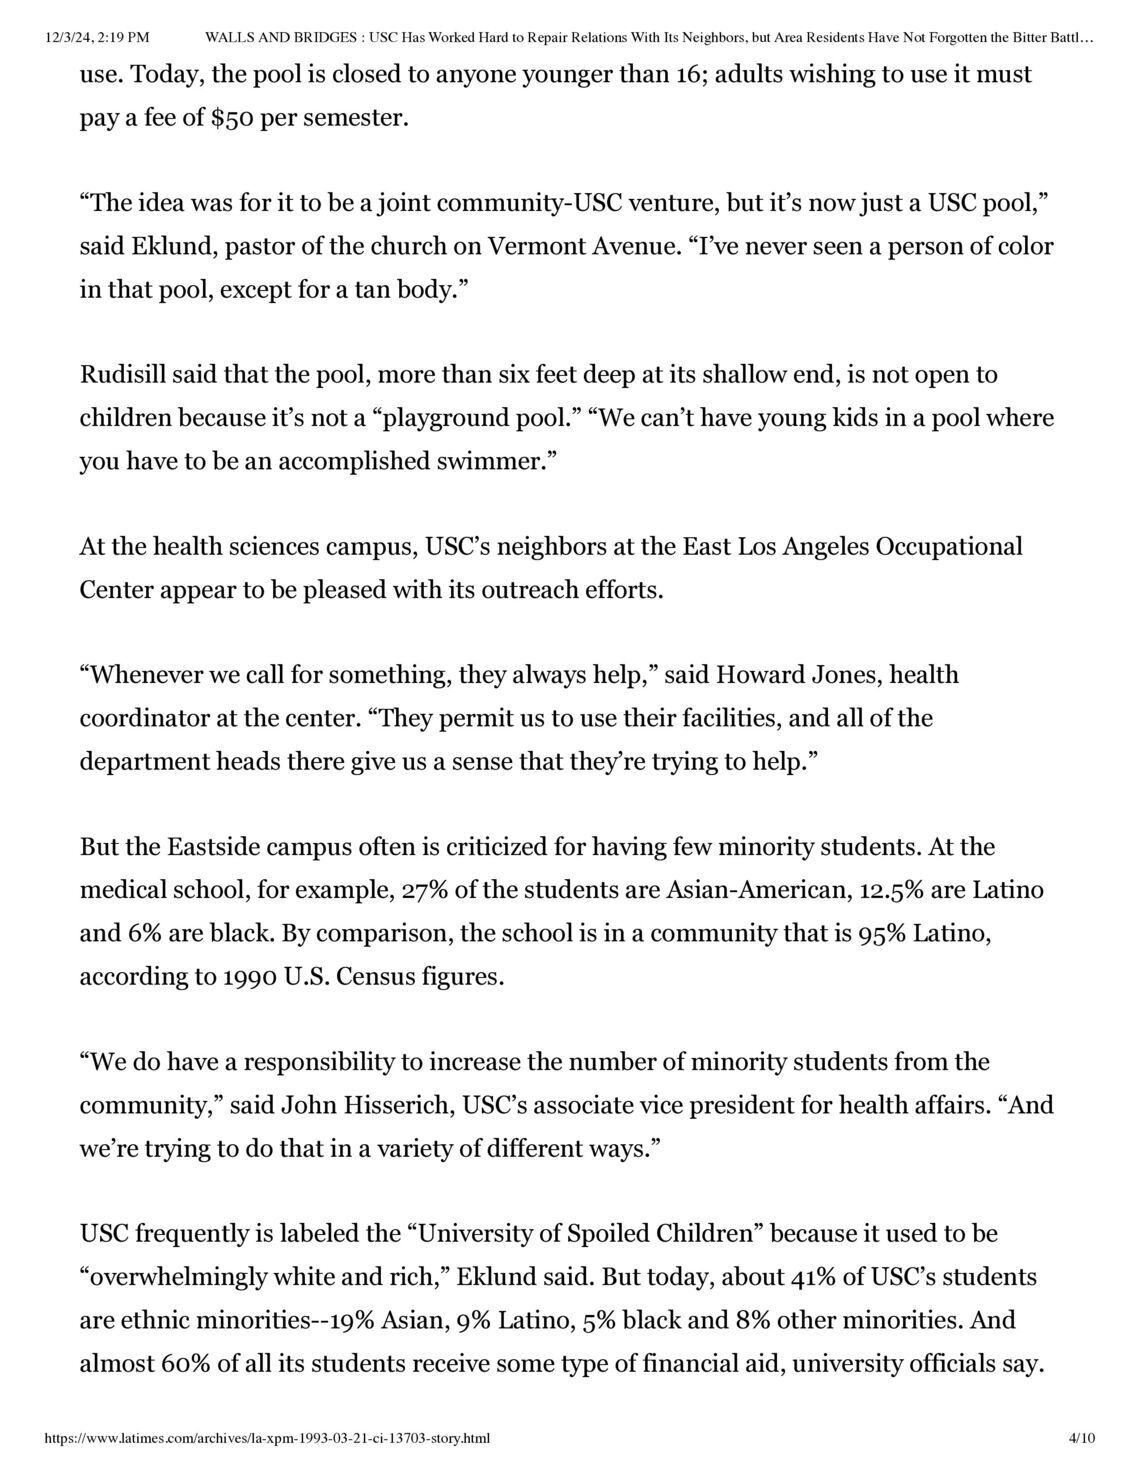 12/3/24, 2:19 PM WALLS AND BRIDGES : USC Has Worked Hard to Repair Relations With Its Neighbors, but Area Residents Have Not Forgotten the Bitter Battl…
use. Today, the pool is closed to anyone younger than 16; adults wishing to use it must
pay a fee of $50 per semester.
“The idea was for it to be a joint community-USC venture, but it’s now just a USC pool,”
said Eklund, pastor of the church on Vermont Avenue. “I’ve never seen a person of color
in that pool, except for a tan body.”
Rudisill said that the pool, more than six feet deep at its shallow end, is not open to
children because it’s not a “playground pool.” “We can’t have young kids in a pool where
you have to be an accomplished swimmer.”
At the health sciences campus, USC’s neighbors at the East Los Angeles Occupational
Center appear to be pleased with its outreach efforts.
“Whenever we call for something, they always help,” said Howard Jones, health
coordinator at the center. “They permit us to use their facilities, and all of the
department heads there give us a sense that they’re trying to help.”
But the Eastside campus often is criticized for having few minority students. At the
medical school, for example, 27% of the students are Asian-American, 12.5% are Latino
and 6% are black. By comparison, the school is in a community that is 95% Latino,
according to 1990 U.S. Census figures.
“We do have a responsibility to increase the number of minority students from the
community,” said John Hisserich, USC’s associate vice president for health affairs. “And
we’re trying to do that in a variety of different ways.”
USC frequently is labeled the “University of Spoiled Children” because it used to be
“overwhelmingly white and rich,” Eklund said. But today, about 41% of USC’s students
are ethnic minorities--19% Asian, 9% Latino, 5% black and 8% other minorities. And
almost 60% of all its students receive some type of financial aid, university officials say.
https://www.latimes.com/archives/la-xpm-1993-03-21-ci-13703-story.html 4/10